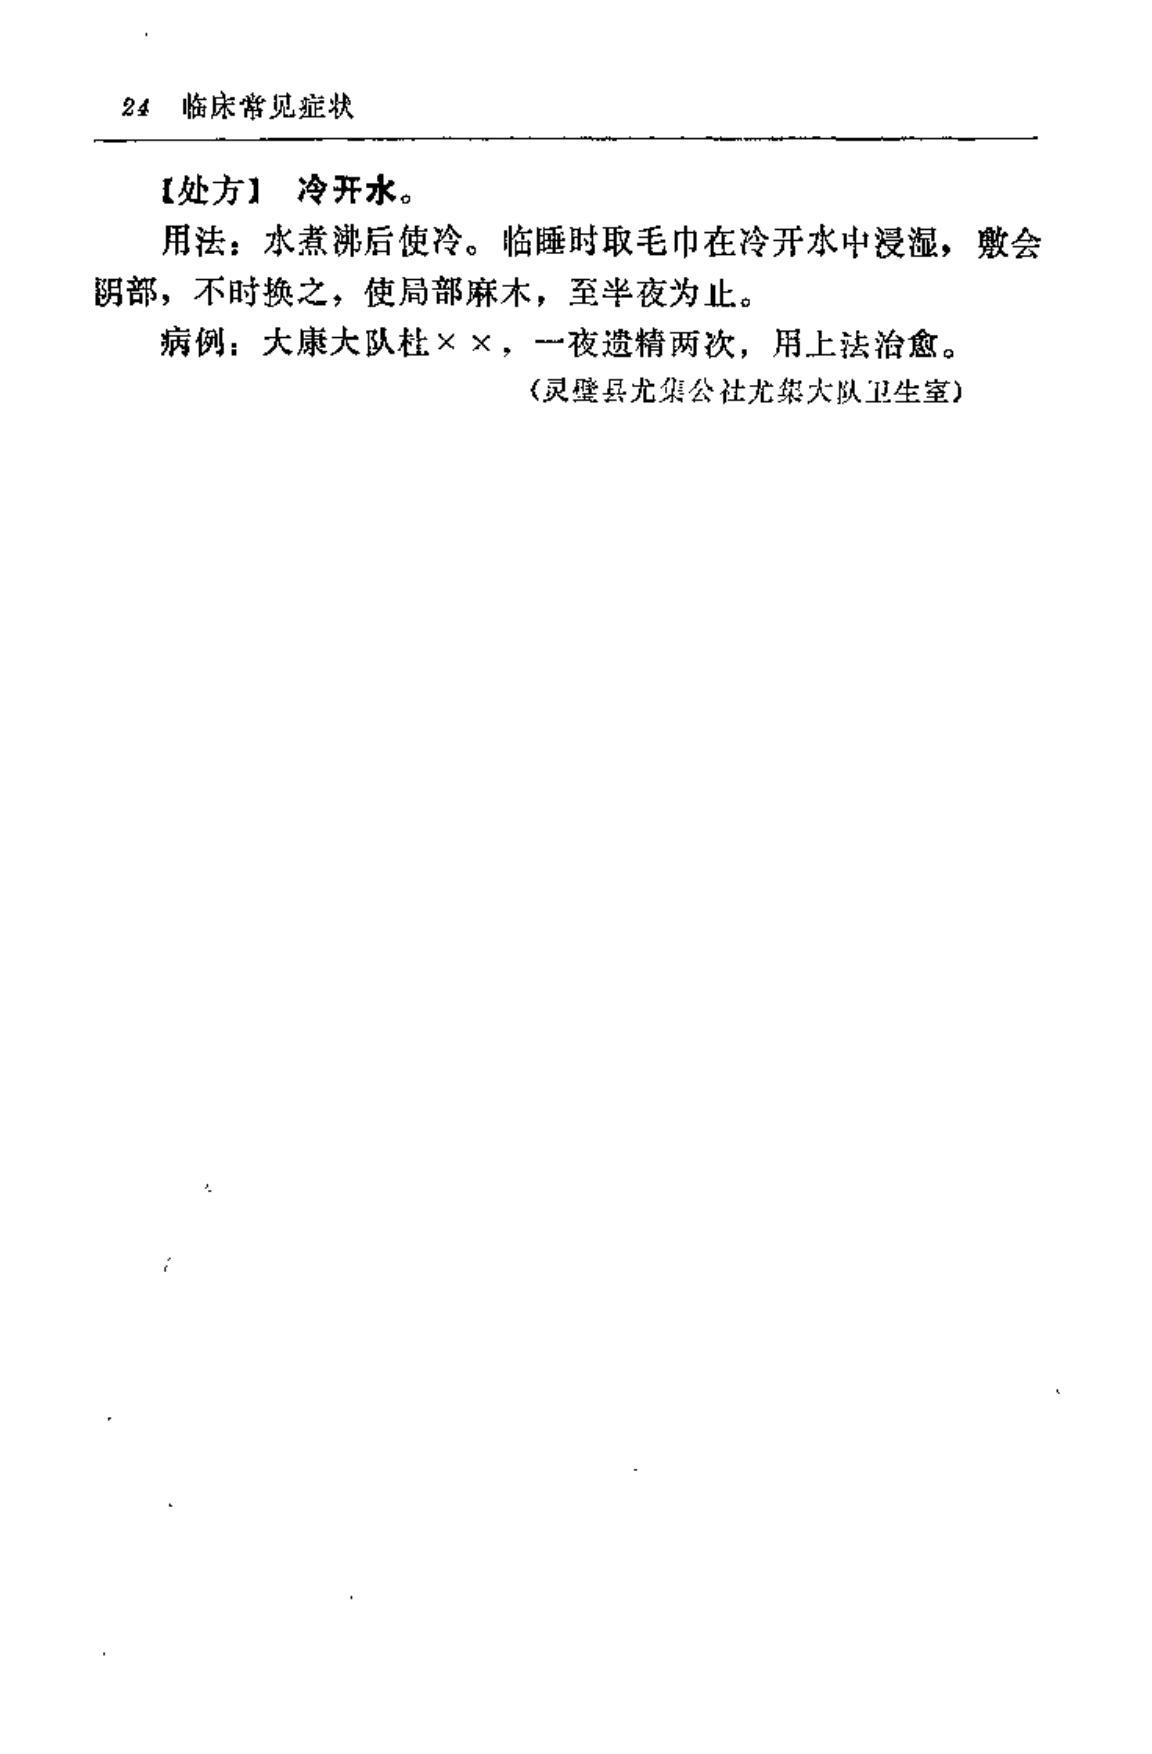 24 临床常见症状
【处方】 冷开水。
用法：水煮沸后使冷。临睡时取毛巾在冷开水中浸湿，敷会
阴部，不时换之，使局部麻木，至半夜为止。
病例：大康大队杜××，一夜遗精两次，用上法治愈。
（灵璧县尤集公社尤集大队卫生室）